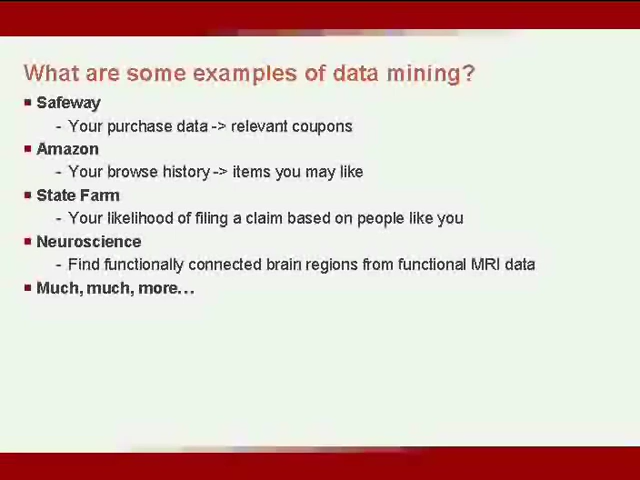 What are some examples of data mining?
▪ Safeway
- Your purchase data -> relevant coupons
▪ Amazon
- Your browse history -> items you may like
▪ State Farm
- Your likelihood of filing a claim based on people like you
▪ Neuroscience
- Find functionally connected brain regions from functional MRI data
▪ Much, much, more…